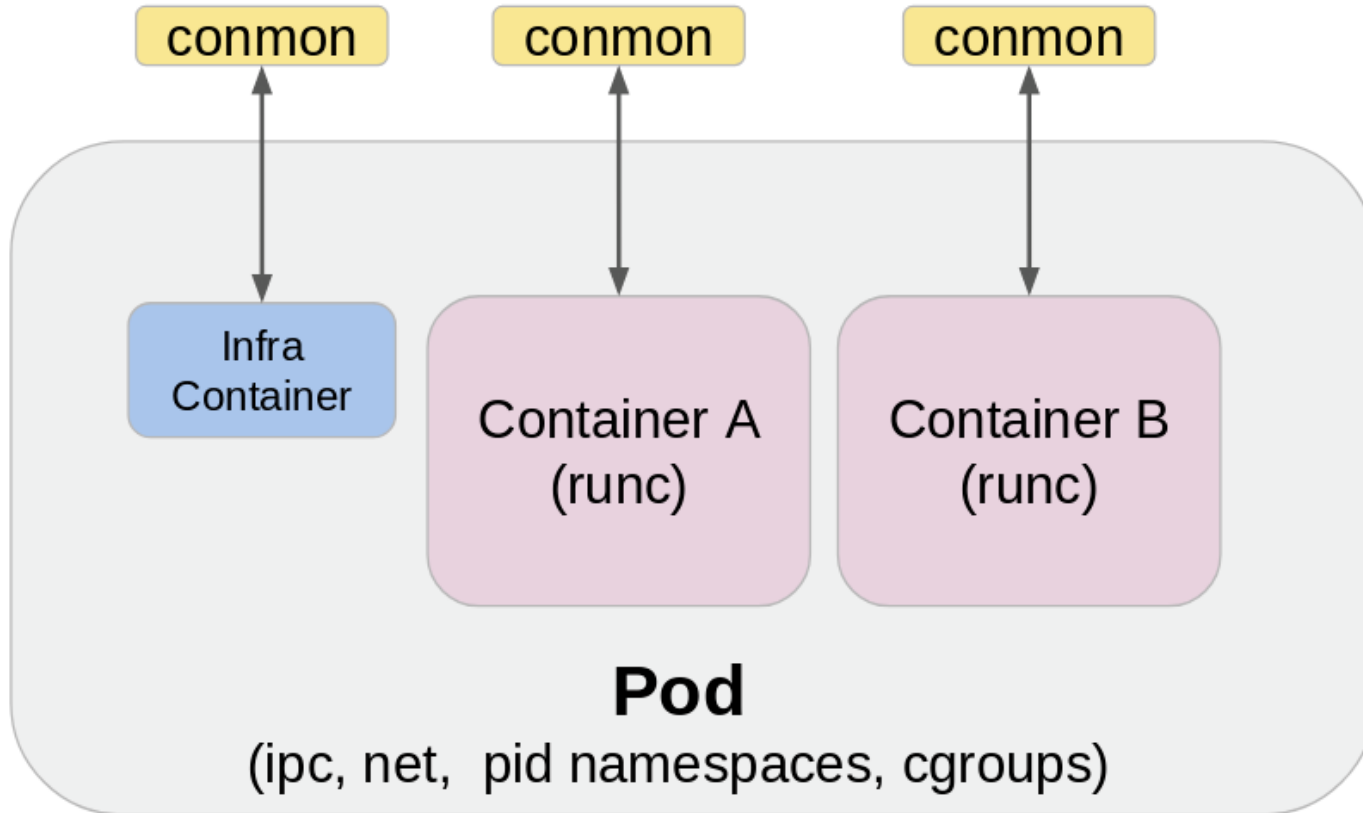 conmon
conmon
conmon
Infra
Container
Container A
(runc)
Container B
(runc)
Pod
(ipc, net,  pid namespaces, cgroups)